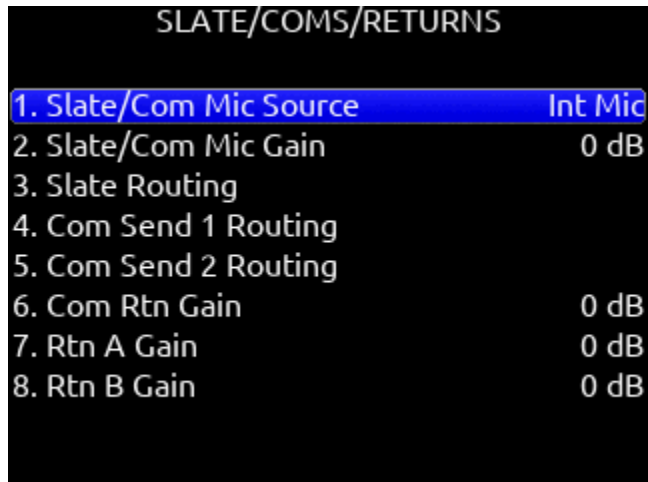 SLATE/COMS/RETURNS
1. Slate/Com Mic Source Int Mic
2. Slate/Com Mic Gain 0 dB
3. Slate Routing
4. Com Send 1 Routing
5. Com Send 2 Routing
6. Com Rtn Gain 0 dB
7. Rtn A Gain 0 dB
8. Rtn B Gain 0 dB